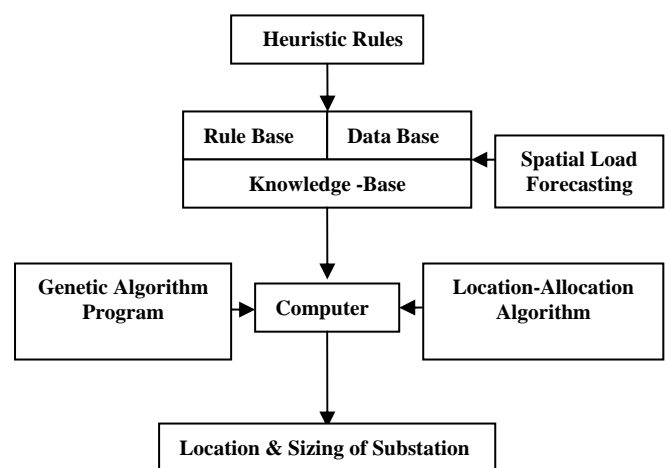 Heuristic Rules
Rule Base
Data Base
Knowledge -Base
Spatial Load
Forecasting
Genetic Algorithm
Program
Computer
Location-Allocation
Algorithm
Location & Sizing of Substation